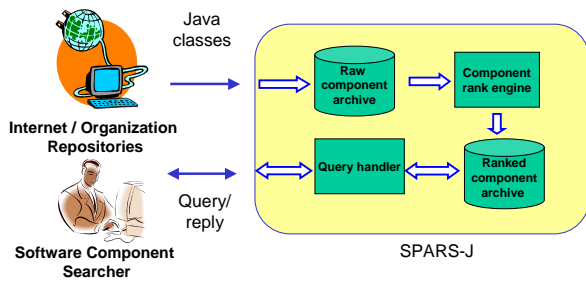 Java
classes
Raw
component
archive
Component
rank engine
Internet / Organization
Repositories
Query handler
Ranked
component
archive
Query/
reply
Software Component
Searcher
SPARS-J